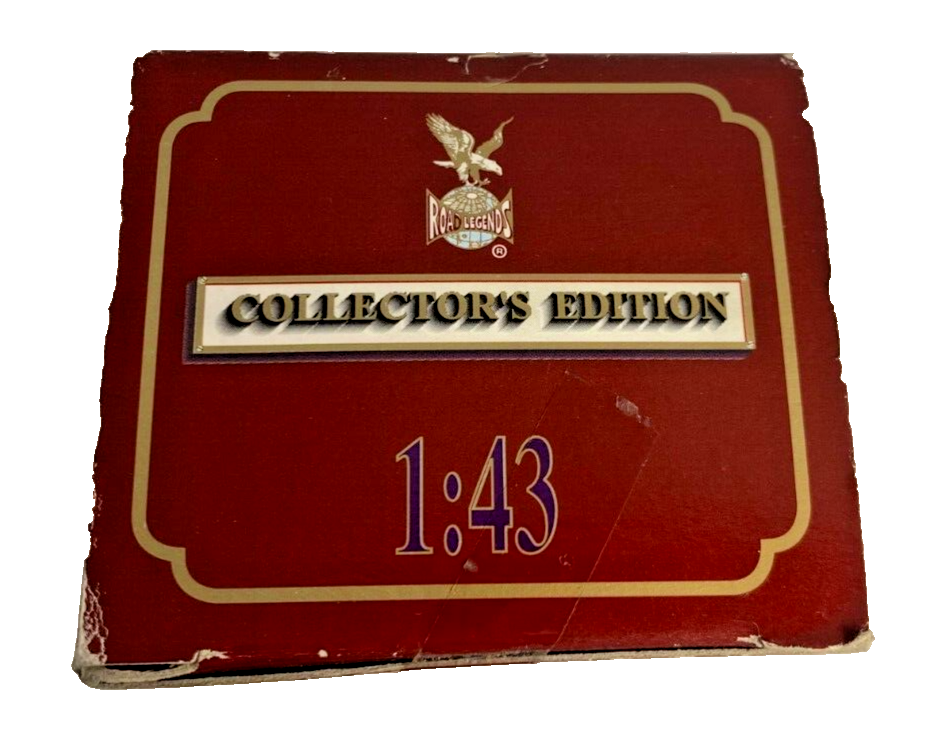 ROAD LEGENDS
®
COLLECTOR'S EDITION
1:43